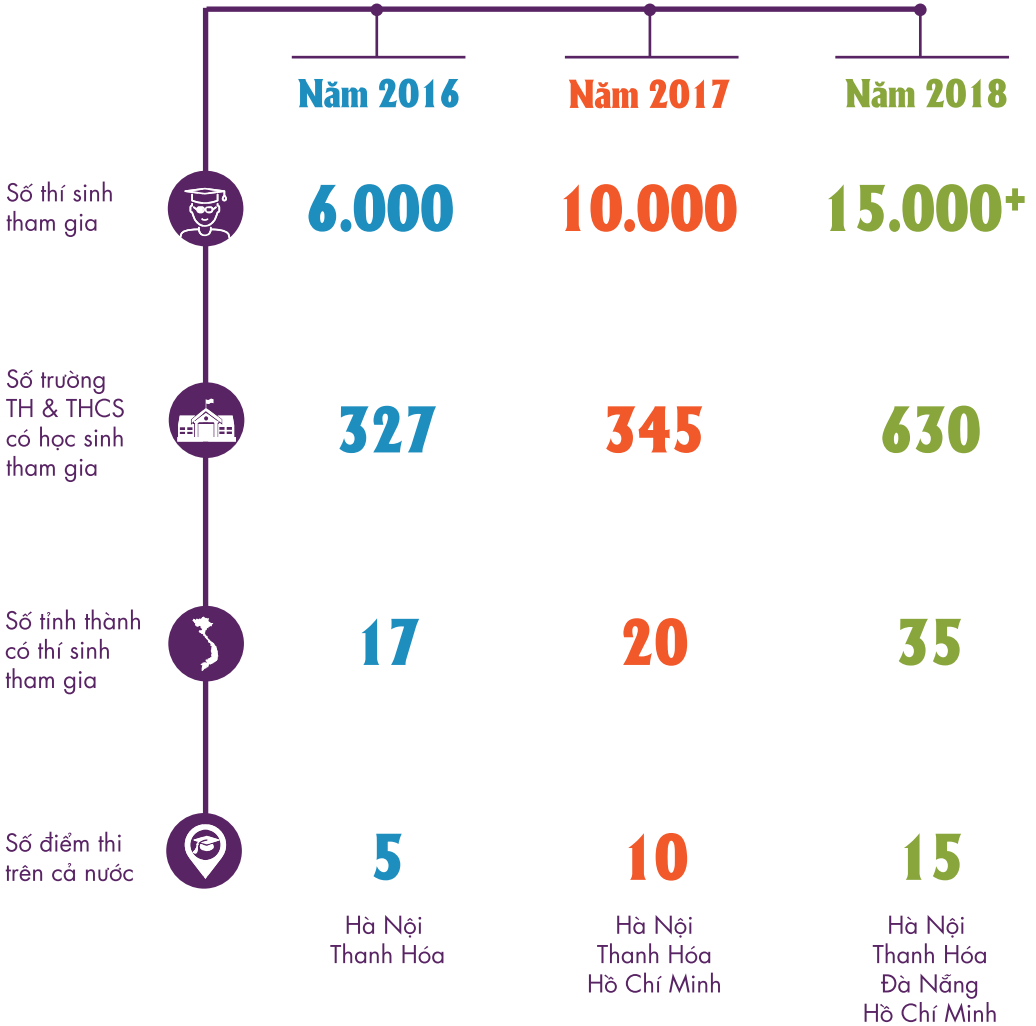 Năm 2016
Năm 2017
Năm 2018
Số thí sinh
tham gia
6.000
10.000
15.000+
Số trường
TH & THCS
có học sinh
tham gia
327
345
630
Số tỉnh thành
có thí sinh
tham gia
17
20
35
Số điểm thi
trên cả nước
5
10
15
Hà Nội
Thanh Hóa
Hà Nội
Thanh Hóa
Hồ Chí Minh
Hà Nội
Thanh Hóa
Đà Nẵng
Hồ Chí Minh